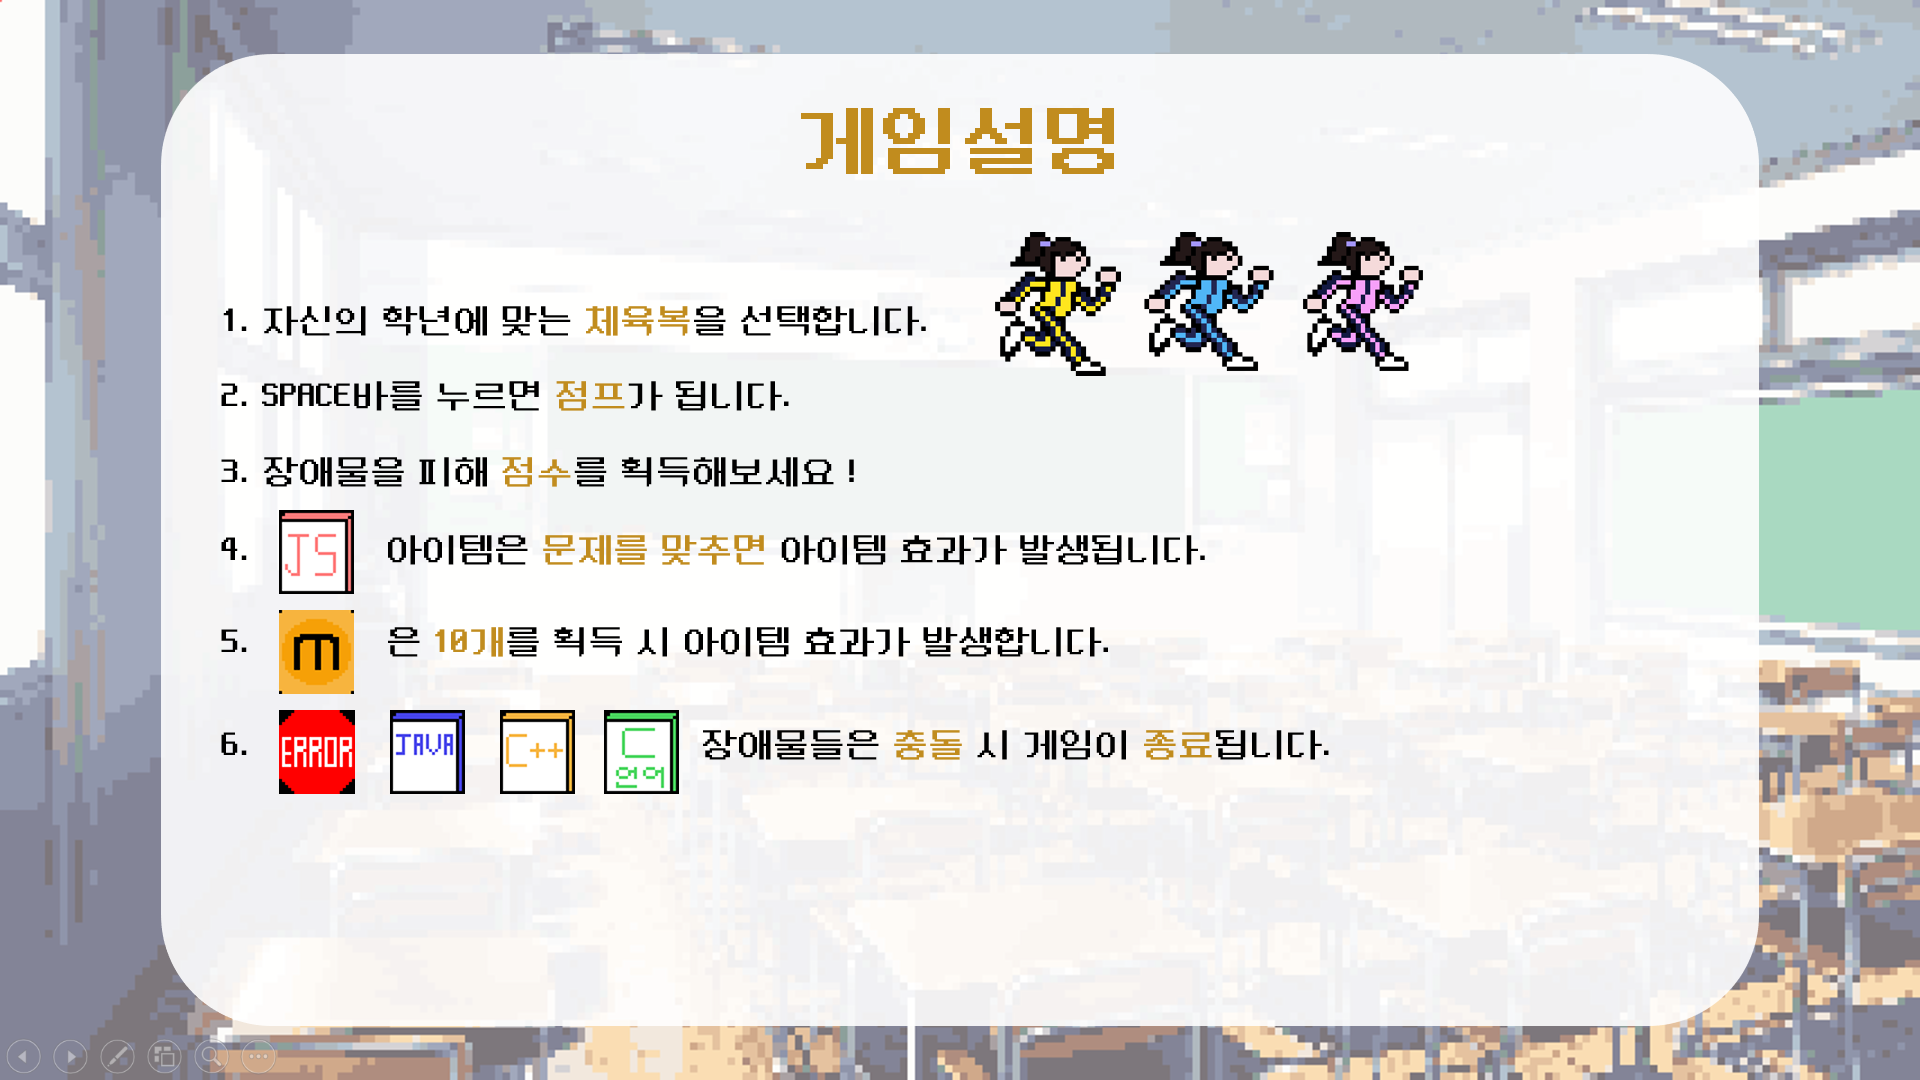 게임설명
1. 자신의 학년에 맞는 체육복을 선택합니다.
2. SPACE바를 누르면 점프가 됩니다.
3. 장애물을 피해 점수를 획득해보세요 !
4. JS 아이템은 문제를 맞추면 아이템 효과가 발생됩니다.
5. m 은 10개를 획득 시 아이템 효과가 발생합니다.
6. ERROR JAVA C++ C언어 장애물들은 충돌 시 게임이 종료됩니다.